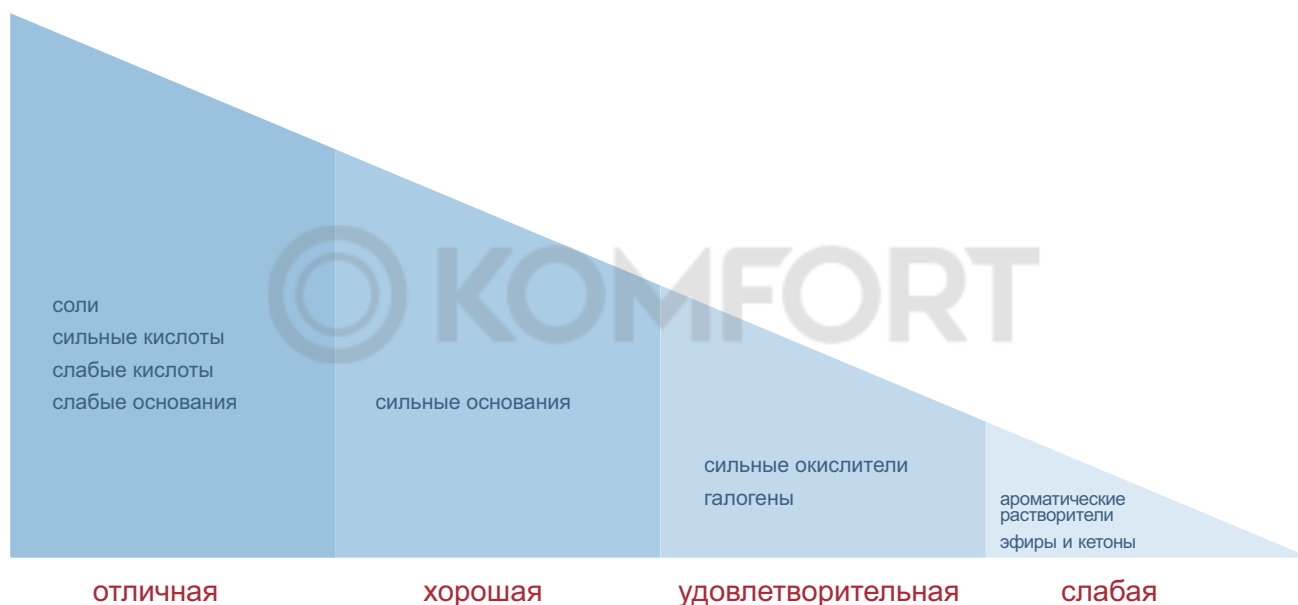 KOMFORT
соли
сильные кислоты
слабые кислоты
слабые основания
сильные основания
сильные окислители
галогены
ароматические
растворители
эфиры и кетоны
отличная
хорошая
удовлетворительная
слабая